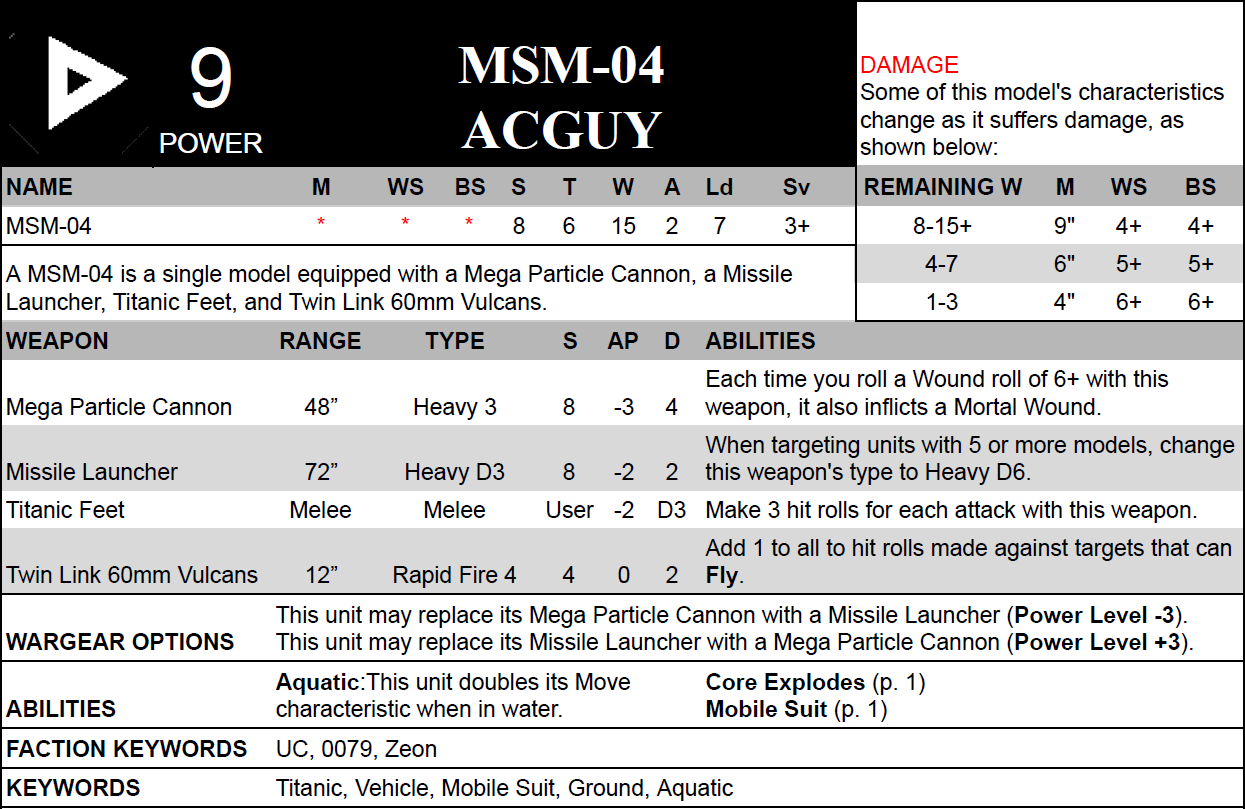 9
POWER
MSM-04
ACGUY
DAMAGE
Some of this model's characteristics
change as it suffers damage, as
shown below:
NAME M WS BS S T W A Ld Sv
MSM-04 * * * 8 6 15 2 7 3+
REMAINING W M WS BS
8-15+ 9" 4+ 4+
4-7 6" 5+ 5+
1-3 4" 6+ 6+
A MSM-04 is a single model equipped with a Mega Particle Cannon, a Missile
Launcher, Titanic Feet, and Twin Link 60mm Vulcans.
WEAPON RANGE TYPE S AP D ABILITIES
Each time you roll a Wound roll of 6+ with this
Mega Particle Cannon 48” Heavy 3 8 -3 4 weapon, it also inflicts a Mortal Wound.
When targeting units with 5 or more models, change
Missile Launcher 72” Heavy D3 8 -2 2 this weapon's type to Heavy D6.
Titanic Feet Melee Melee User -2 D3 Make 3 hit rolls for each attack with this weapon.
Add 1 to all to hit rolls made against targets that can
Twin Link 60mm Vulcans 12” Rapid Fire 4 4 0 2 Fly.
This unit may replace its Mega Particle Cannon with a Missile Launcher (Power Level -3).
WARGEAR OPTIONS This unit may replace its Missile Launcher with a Mega Particle Cannon (Power Level +3).
Aquatic:This unit doubles its Move Core Explodes (p. 1)
ABILITIES characteristic when in water. Mobile Suit (p. 1)
FACTION KEYWORDS UC, 0079, Zeon
KEYWORDS Titanic, Vehicle, Mobile Suit, Ground, Aquatic